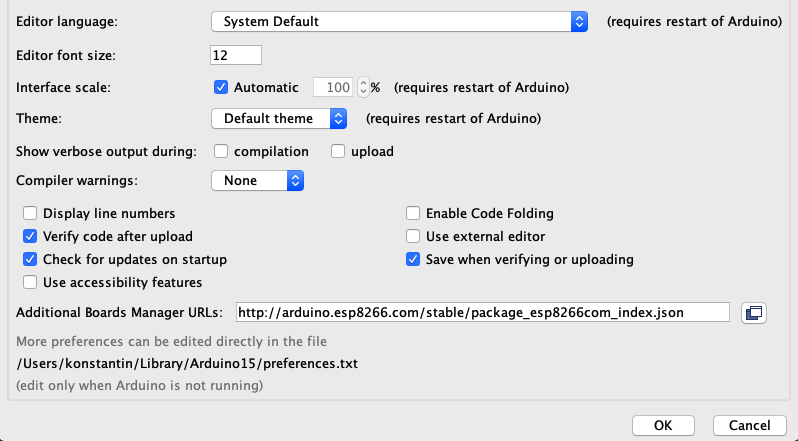 Editor language: System Default (requires restart of Arduino)
Editor font size: 12
Interface scale: Automatic 100 % (requires restart of Arduino)
Theme: Default theme (requires restart of Arduino)
Show verbose output during: compilation upload
Compiler warnings: None
Display line numbers Enable Code Folding
Verify code after upload Use external editor
Check for updates on startup Save when verifying or uploading
Use accessibility features
Additional Boards Manager URLs: http://arduino.esp8266.com/stable/package_esp8266com_index.json
More preferences can be edited directly in the file
/Users/konstantin/Library/Arduino15/preferences.txt
(edit only when Arduino is not running)
OK Cancel